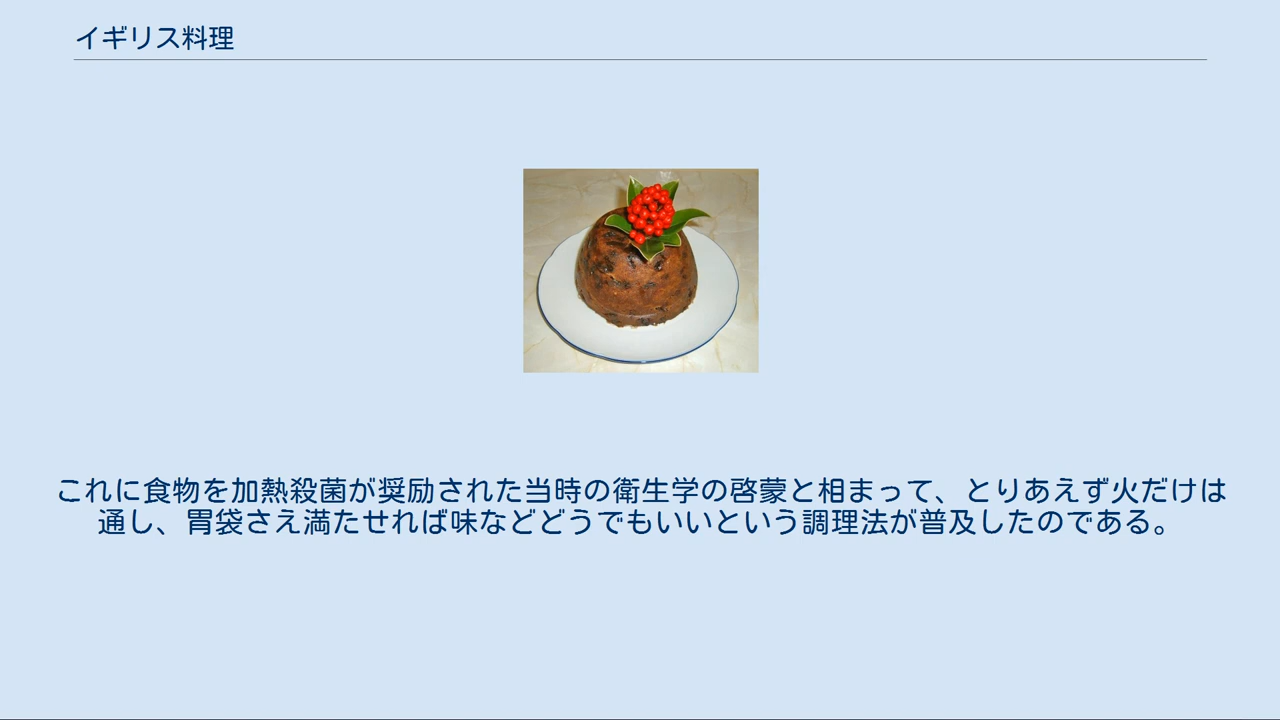 イギリス料理
これに食物を加熱殺菌が奨励された当時の衛生学の啓蒙と相まって、とりあえず火だけは
通し、胃袋さえ満たせれば味などどうでもいいという調理法が普及したのである。